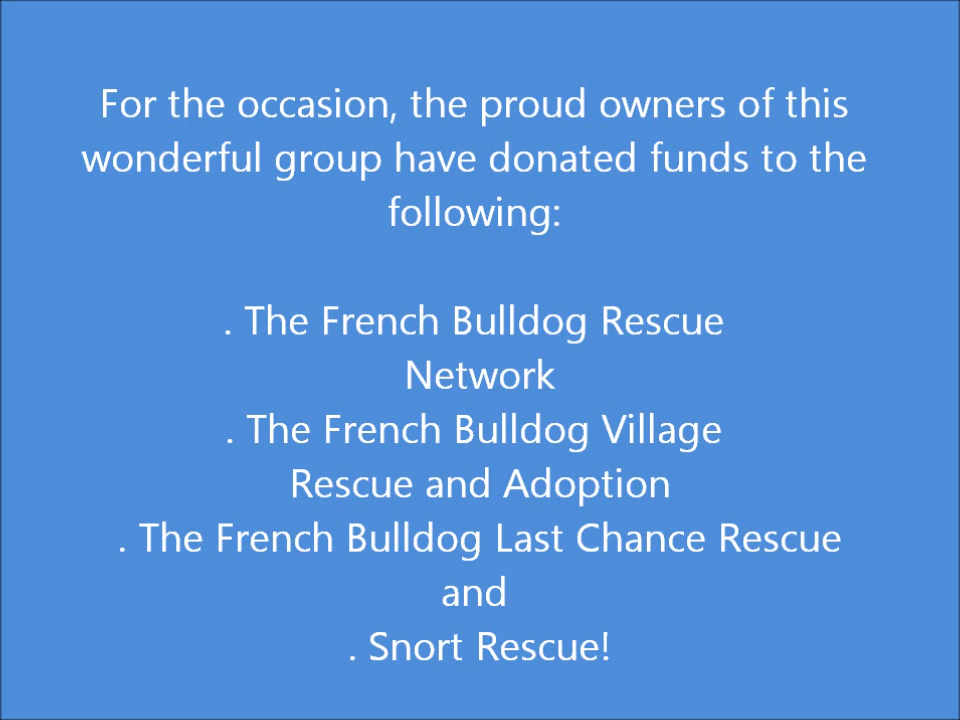 For the occasion, the proud owners of this
wonderful group have donated funds to the
following:
. The French Bulldog Rescue
Network
. The French Bulldog Village
Rescue and Adoption
. The French Bulldog Last Chance Rescue
and
. Snort Rescue!